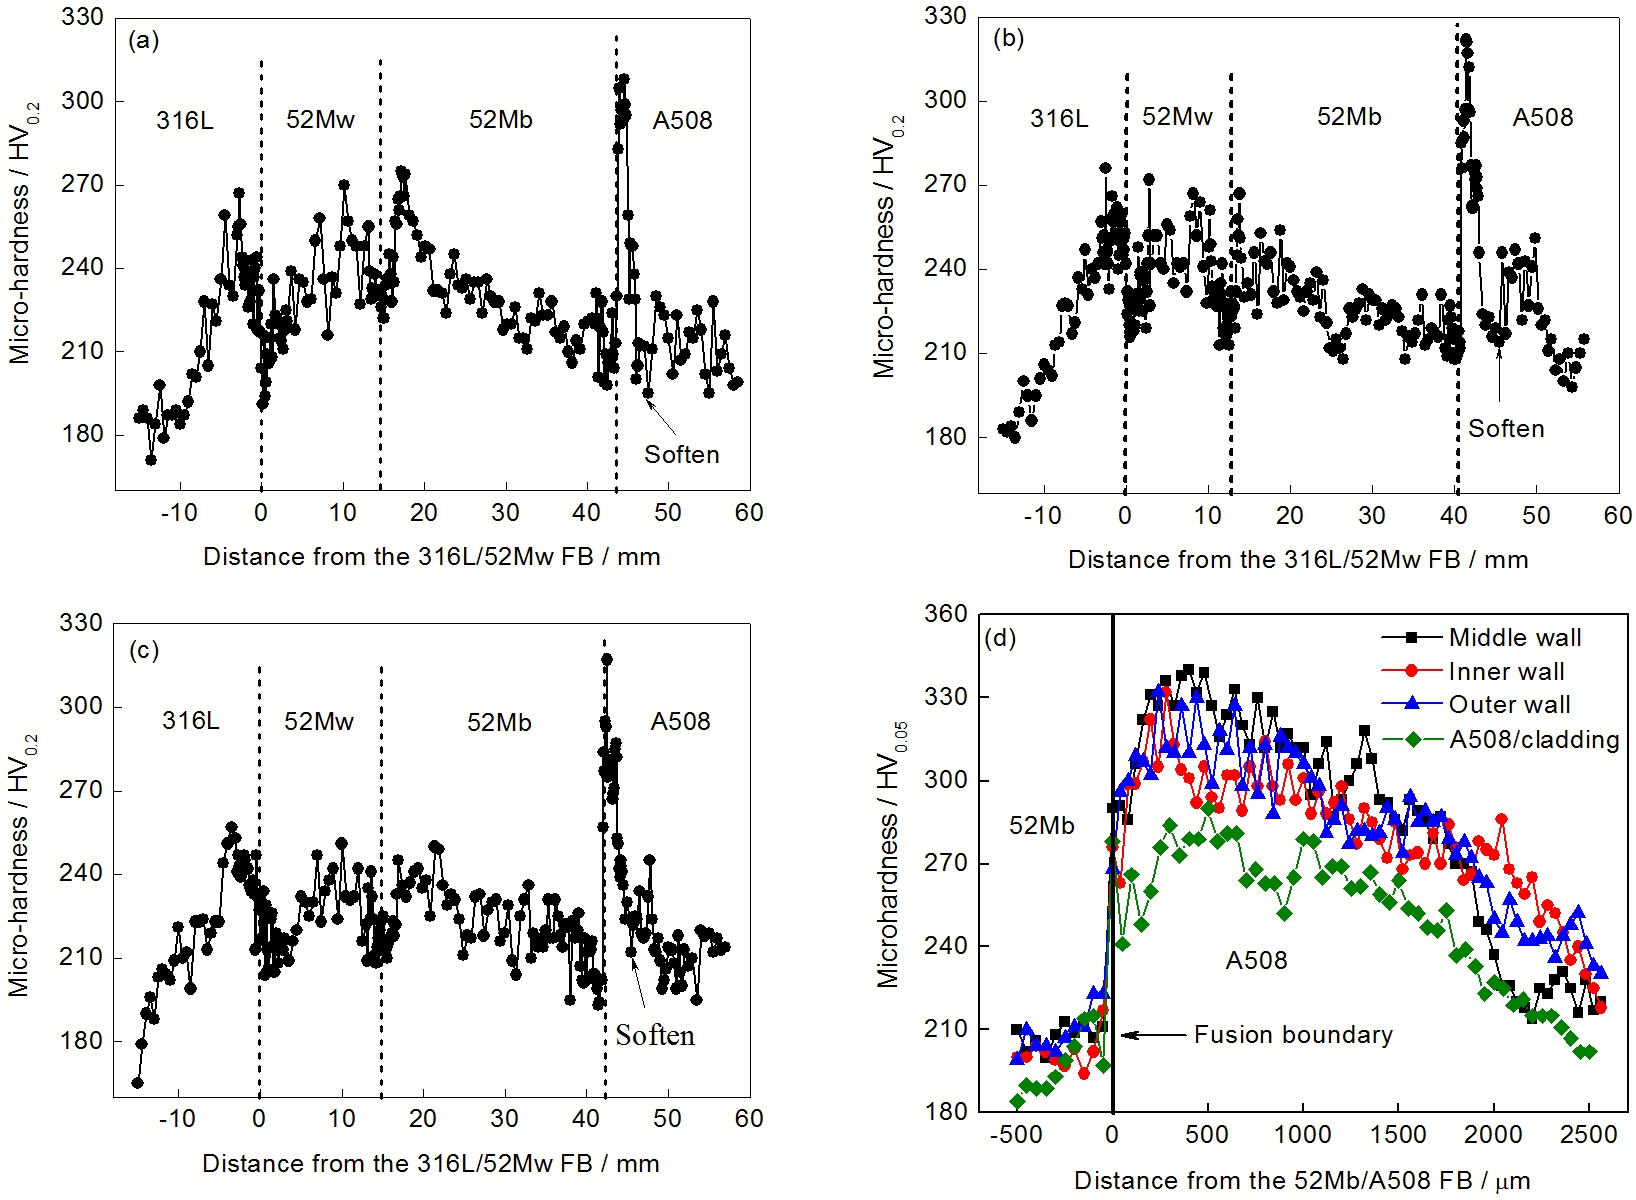 (a)
316L 52Mw 52Mb A508
Soften
330
300
270
240
210
180
-10 0 10 20 30 40 50 60
Micro-hardness / HV0.2
Distance from the 316L/52Mw FB / mm
(b)
316L 52Mw 52Mb A508
Soften
330
300
270
240
210
180
-10 0 10 20 30 40 50 60
Micro-hardness / HV0.2
Distance from the 316L/52Mw FB / mm
(c)
316L 52Mw 52Mb A508
Soften
330
300
270
240
210
180
-10 0 10 20 30 40 50 60
Micro-hardness / HV0.2
Distance from the 316L/52Mw FB / mm
(d)
Middle wall
Inner wall
Outer wall
A508/cladding
52Mb
A508
Fusion boundary
360
330
300
270
240
210
180
-500 0 500 1000 1500 2000 2500
Microhardness / HV0.05
Distance from the 52Mb/A508 FB / μm